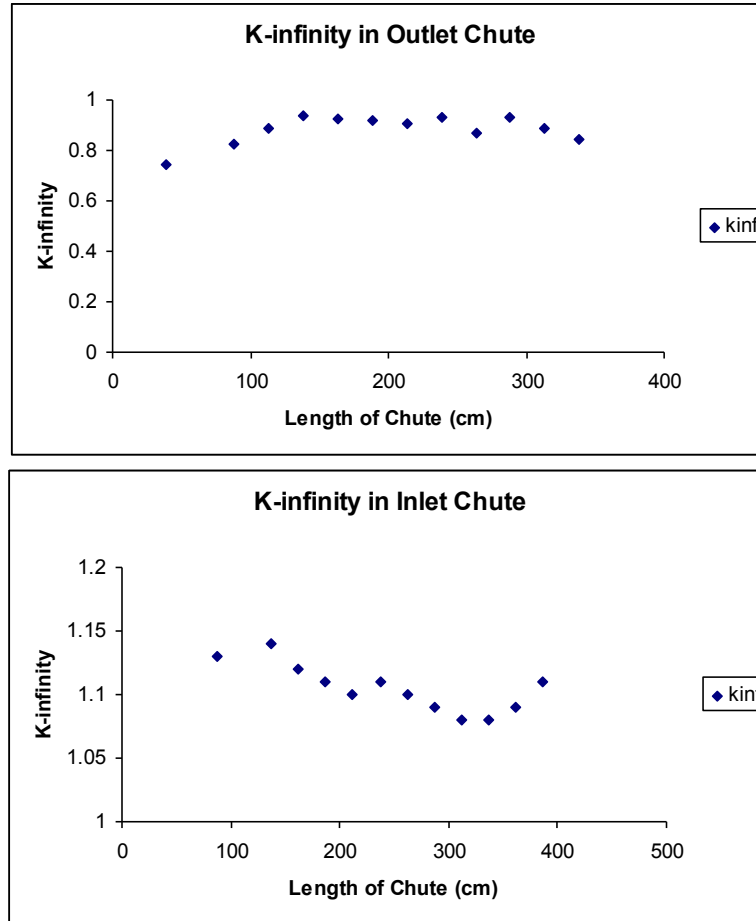 K-infinity in Outlet Chute
1
0.8
0.6
0.4
0.2
0
K-infinity
0 100 200 300 400
Length of Chute (cm)
kinf
K-infinity in Inlet Chute
1.2
1.15
1.1
1.05
1
K-infinity
0 100 200 300 400 500
Length of Chute (cm)